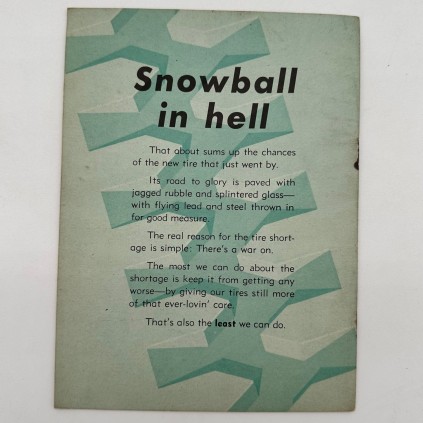 Snowball
in hell
That about sums up the chances
of the new tire that just went by.
Its road to glory is paved with
jagged rubble and splintered glass—
with flying lead and steel thrown in
for good measure.
The real reason for the tire short-
age is simple: There's a war on.
The most we can do about the
shortage is keep it from getting any
worse—by giving our tires still more
of that ever-lovin' care.
That's also the least we can do.